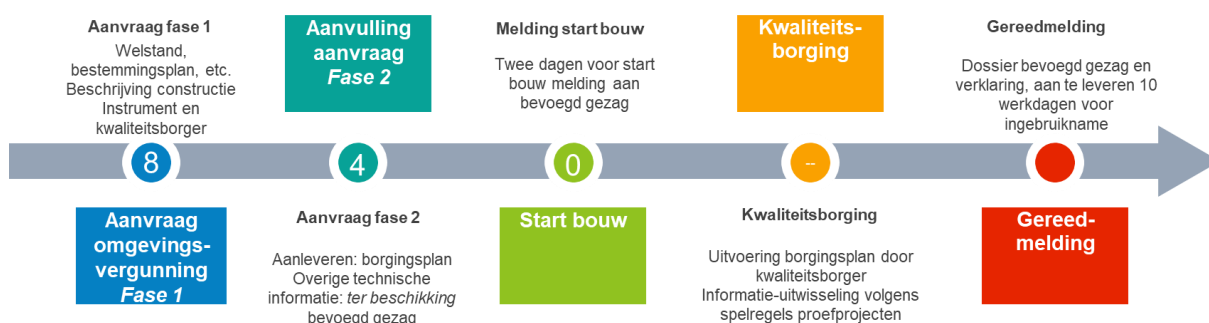 Aanvraag fase 1
Welstand,
bestemmingsplan, etc.
Beschrijving constructie
Instrument en
kwaliteitsborger
Aanvulling
aanvraag
Fase 2
Melding start bouw
Twee dagen voor start
bouw melding aan
bevoegd gezag
Kwaliteits-
borging
Gereedmelding
Dossier bevoegd gezag en
verklaring, aan te leveren 10
werkdagen voor
ingebruikname
8
4
0
--
Aanvraag
omgevings-
vergunning
Fase 1
Aanvraag fase 2
Aanleveren: borgingsplan
Overige technische
informatie: ter beschikking
bevoegd gezag
Start bouw
Kwaliteitsborging
Uitvoering borgingsplan door
kwaliteitsborger
Informatie-uitwisseling volgens
spelregels proefprojecten
Gereed-
melding